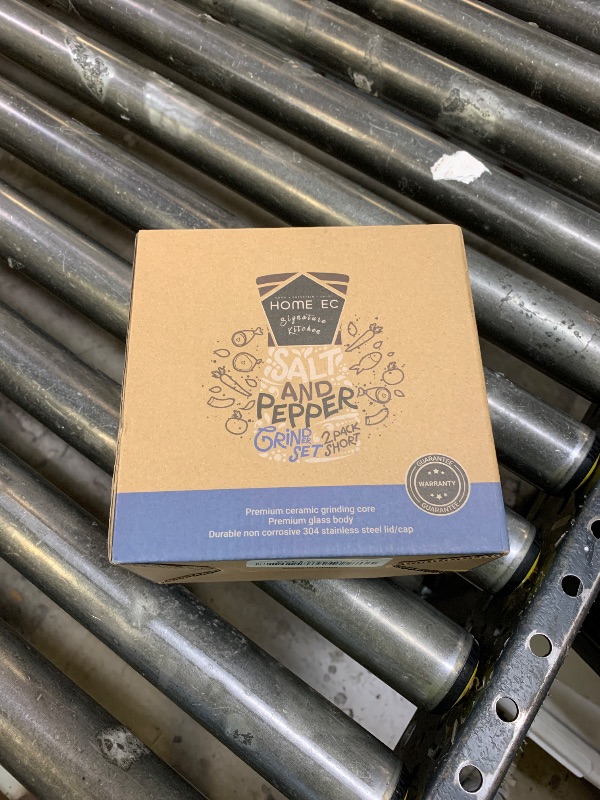 HOME EC
Signature
Kitchen
SALT
AND
PEPPER
GRIND
SET
2 PACK
SHORT
GUARANTEE
WARRANTY
GUARANTEE
Premium ceramic grinding core
Premium glass body
Durable non corrosive 304 stainless steel lid/cap